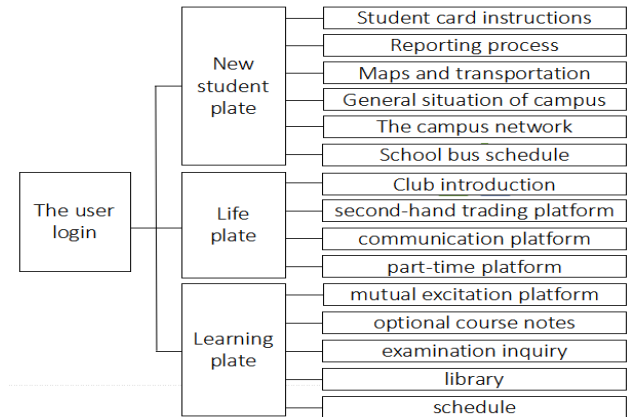 The user
login
New
student
plate
Student card instructions
Reporting process
Maps and transportation
General situation of campus
The campus network
School bus schedule
Life
plate
Club introduction
second-hand trading platform
communication platform
part-time platform
Learning
plate
mutual excitation platform
optional course notes
examination inquiry
library
schedule